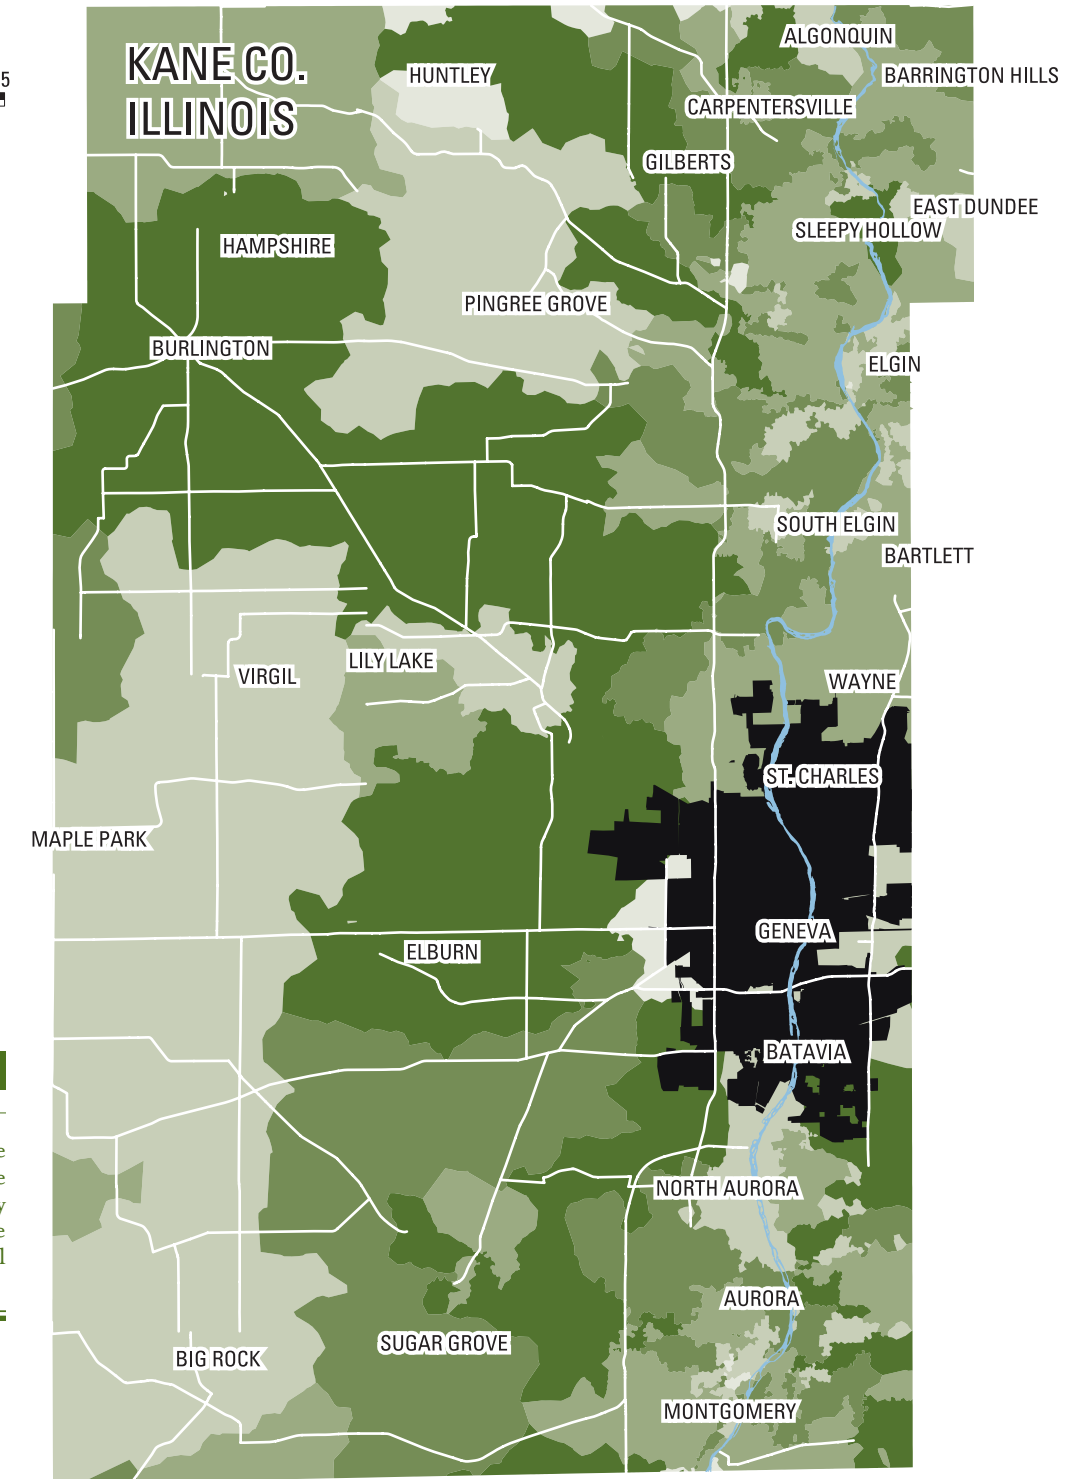 KANE CO.
ILLINOIS
5
ALGONQUIN
HUNTLEY
BARRINGTON HILLS
CARPENTERSVILLE
GILBERTS
EAST DUNDEE
SLEEPY HOLLOW
HAMPSHIRE
PINGREE GROVE
BURLINGTON
ELGIN
SOUTH ELGIN
BARTLETT
LILY LAKE
VIRGIL
WAYNE
ST. CHARLES
MAPLE PARK
GENEVA
ELBURN
BATAVIA
e
e
y
e
l
NORTH AURORA
AURORA
SUGAR GROVE
BIG ROCK
MONTGOMERY